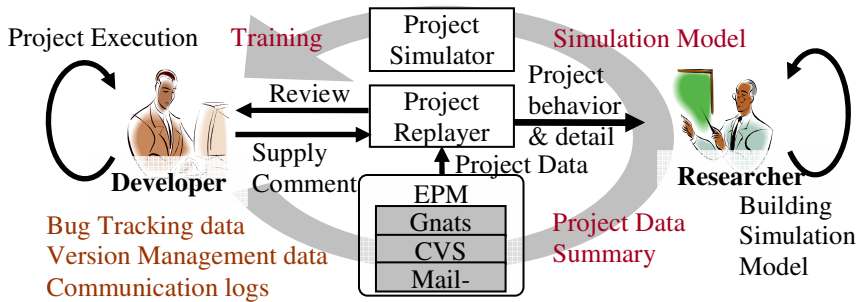 Project Execution
Training
Project
Simulator
Simulation Model
Review
Project
Replayer
Project
behavior
& detail
Supply
Comment
Project Data
Developer
Researcher
EPM
Gnats
CVS
Mail-
Bug Tracking data
Version Management data
Communication logs
Project Data
Summary
Building
Simulation
Model